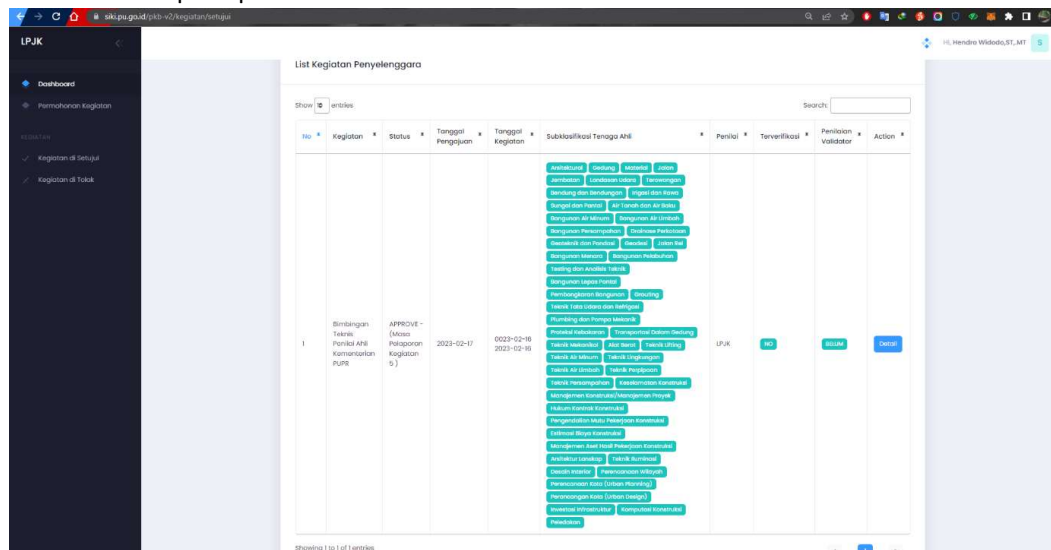 siki.pu.go.id/pkb-v2/kegiatan/setujui
LPJK
Hi, Hendra Widodo,ST.,MT
S
Dashboard
Permohonan Kegiatan
KEGIATAN
Kegiatan di Setujui
Kegiatan di Tolak
List Kegiatan Penyelenggara
Show 10 entries
Search:
No Kegiatan Status Tanggal Pengajuan Tanggal Kegiatan Subklasifikasi Tenaga Ahli Penilai Terverifikasi Penilaian Validator Action
1
Bimbingan
Teknis
Penilai Ahli
Kementerian
PUPR
APPROVE -
(Masa
Pelaporan
Kegiatan
5 )
2023-02-17
0023-02-16
2023-02-16
Arsitektural Gedung Material Jalan
Jembatan Landasan Udara Terowongan
Bendung dan Bendungan Irigasi dan Rawa
Sungai dan Pantai Air Tanah dan Air Baku
Bangunan Air Minum Bangunan Air Limbah
Bangunan Persampahan Drainase Perkotaan
Geoteknik dan Pondasi Geodesi Jalan Rel
Bangunan Menara Bangunan Pelabuhan
Testing dan Analisis Teknik
Bangunan Lepas Pantai
Pembongkaran Bangunan Grouting
Teknik Tata Udara dan Refrigasi
Plumbing dan Pompa Mekanik
Proteksi Kebakaran Transportasi Dalam Gedung
Teknik Mekanikal Alat Berat Teknik Lifting
Teknik Air Minum Teknik Lingkungan
Teknik Air Limbah Teknik Perpipaan
Teknik Persampahan Keselamatan Konstruksi
Manajemen Konstruksi/Manajemen Proyek
Hukum Kontrak Konstruksi
Pengendalian Mutu Pekerjaan Konstruksi
Estimasi Biaya Konstruksi
Manajemen Aset Hasil Pekerjaan Konstruksi
Arsitektur Lanskap Teknik Iluminasi
Desain Interior Perencanaan Wilayah
Perencanaan Kota (Urban Planning)
Perancangan Kota (Urban Design)
Investasi Infrastruktur Komputasi Konstruksi
Peledakan
LPJK
NO
BELUM
Detail
Showing 1 to 1 of 1 entries
1